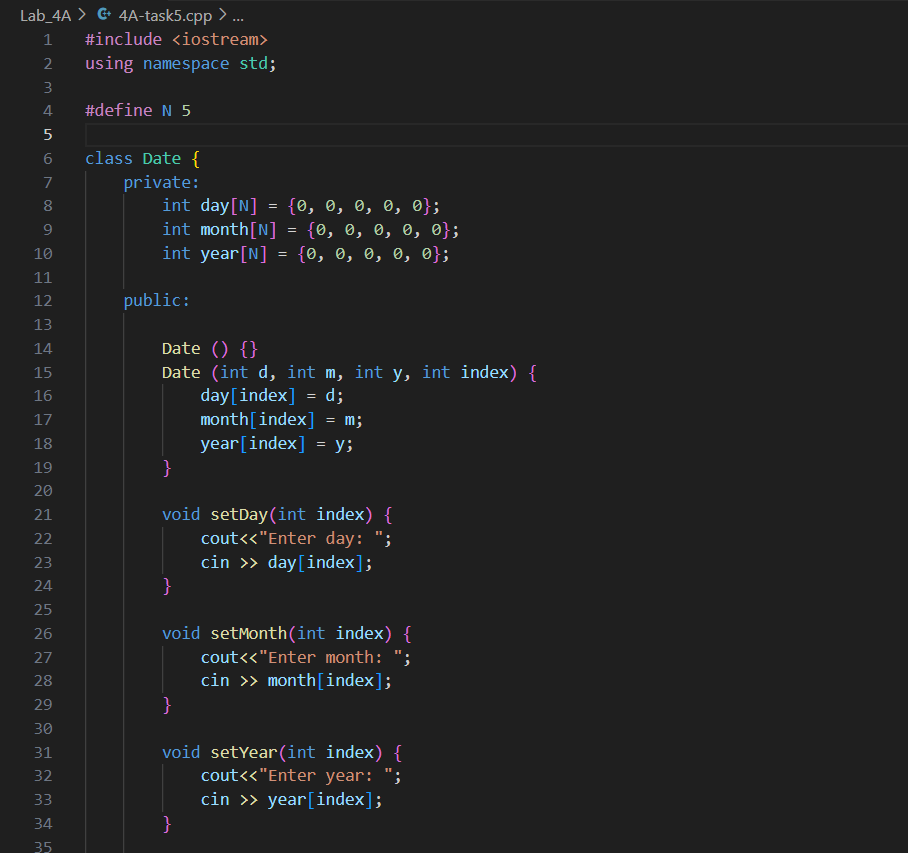 Lab_4A > 4A-task5.cpp > ...
1 #include <iostream>
2 using namespace std;
3
4 #define N 5
5
6 class Date {
7     private:
8         int day[N] = {0, 0, 0, 0, 0};
9         int month[N] = {0, 0, 0, 0, 0};
10         int year[N] = {0, 0, 0, 0, 0};
11
12     public:
13
14         Date () {}
15         Date (int d, int m, int y, int index) {
16             day[index] = d;
17             month[index] = m;
18             year[index] = y;
19         }
20
21         void setDay(int index) {
22             cout<<"Enter day: ";
23             cin >> day[index];
24         }
25
26         void setMonth(int index) {
27             cout<<"Enter month: ";
28             cin >> month[index];
29         }
30
31         void setYear(int index) {
32             cout<<"Enter year: ";
33             cin >> year[index];
34         }
35